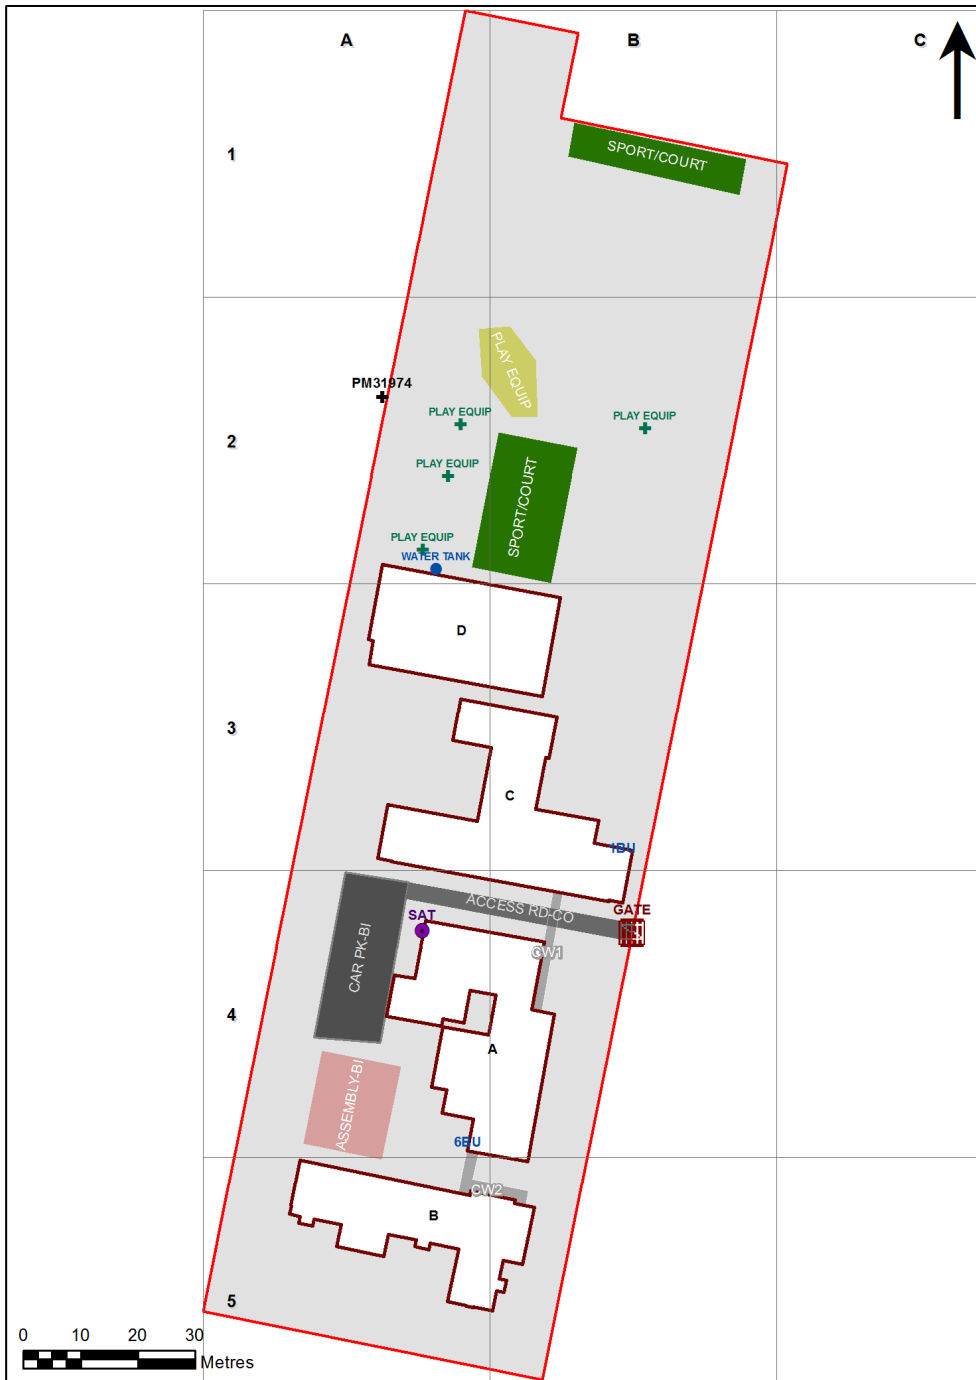 A
B
C
1
SPORT/COURT
PLAY EQUIP
PM31974
PLAY EQUIP
PLAY EQUIP
2
PLAY EQUIP
SPORT/COURT
PLAY EQUIP
WATER TANK
D
3
C
1BU
ACCESS RD-CO
GATE
SAT
CW1
CAR PK-BI
4
A
ASSEMBLY-BI
6BU
CW2
B
5
0 10 20 30
Metres